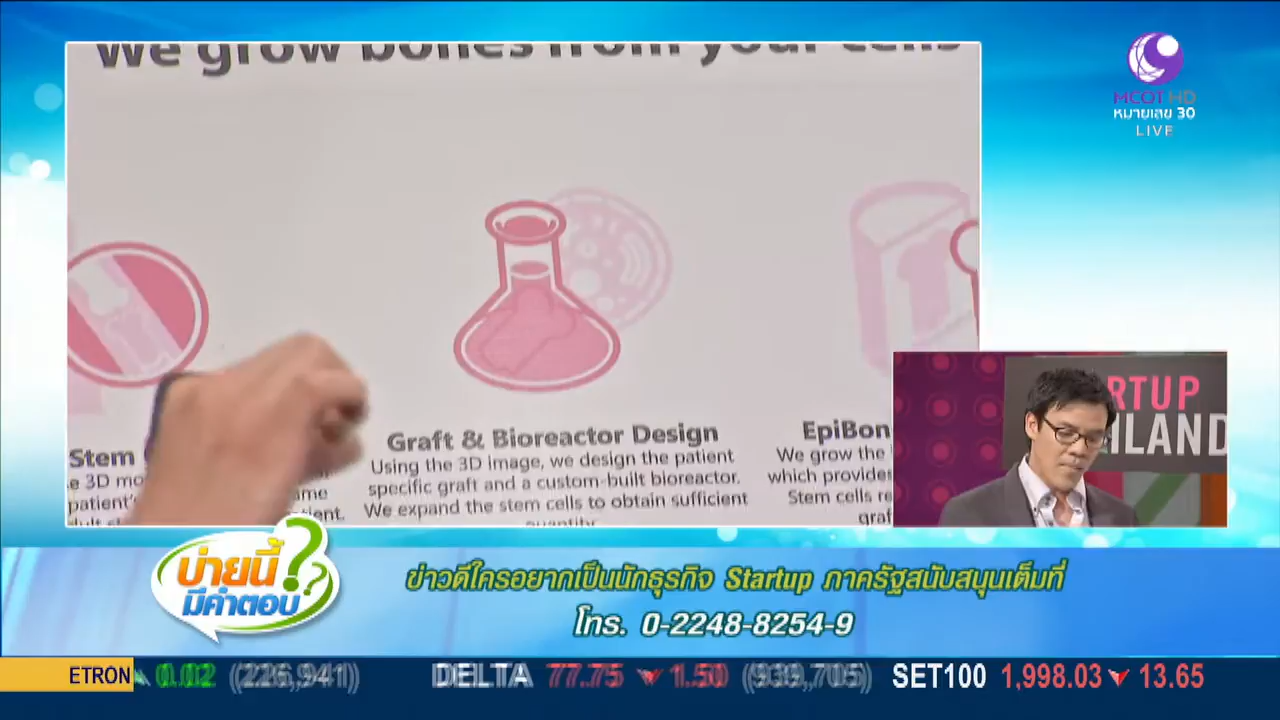 We grow bones from your cells
MCOT HD
หมายเลข 30
LIVE
Graft & Bioreactor Design
Using the 3D image, we design the patient
specific graft and a custom-built bioreactor.
We expand the stem cells to obtain sufficient
quantity
Stem
3D
patient's
EpiBon
We grow the
which provide
Stem cells
graf
บ่ายนี้
มีคำตอบ
ข่าวดีใครอยากเป็นนักธุรกิจ Startup ภาครัฐสนับสนุนเต็มที่
โทร. 0-2248-8254-9
ETRON 0.02 (226,941) DELTA 77.75 1.50 (939,705) SET100 1,998.03 13.65